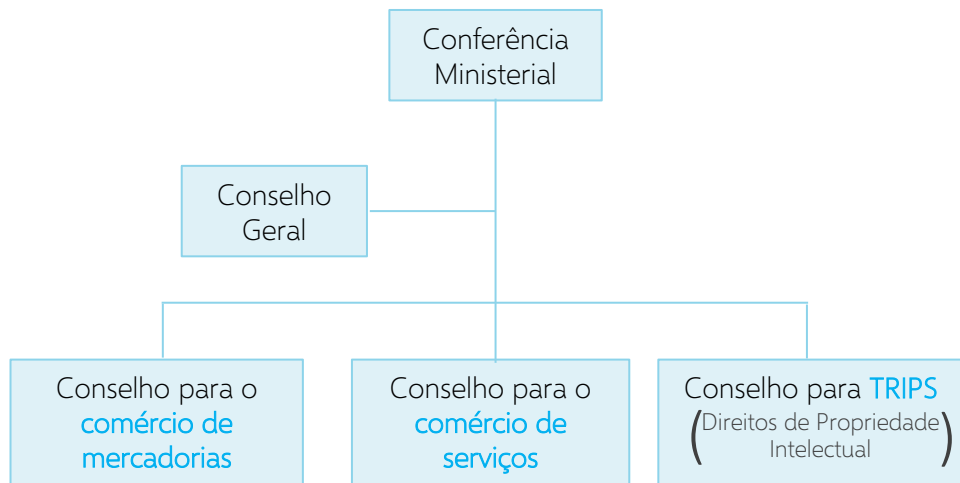 Conferência
Ministerial
Conselho
Geral
Conselho para o
comércio de
mercadorias
Conselho para o
comércio de
serviços
Conselho para TRIPS
(Direitos de Propriedade
Intelectual)